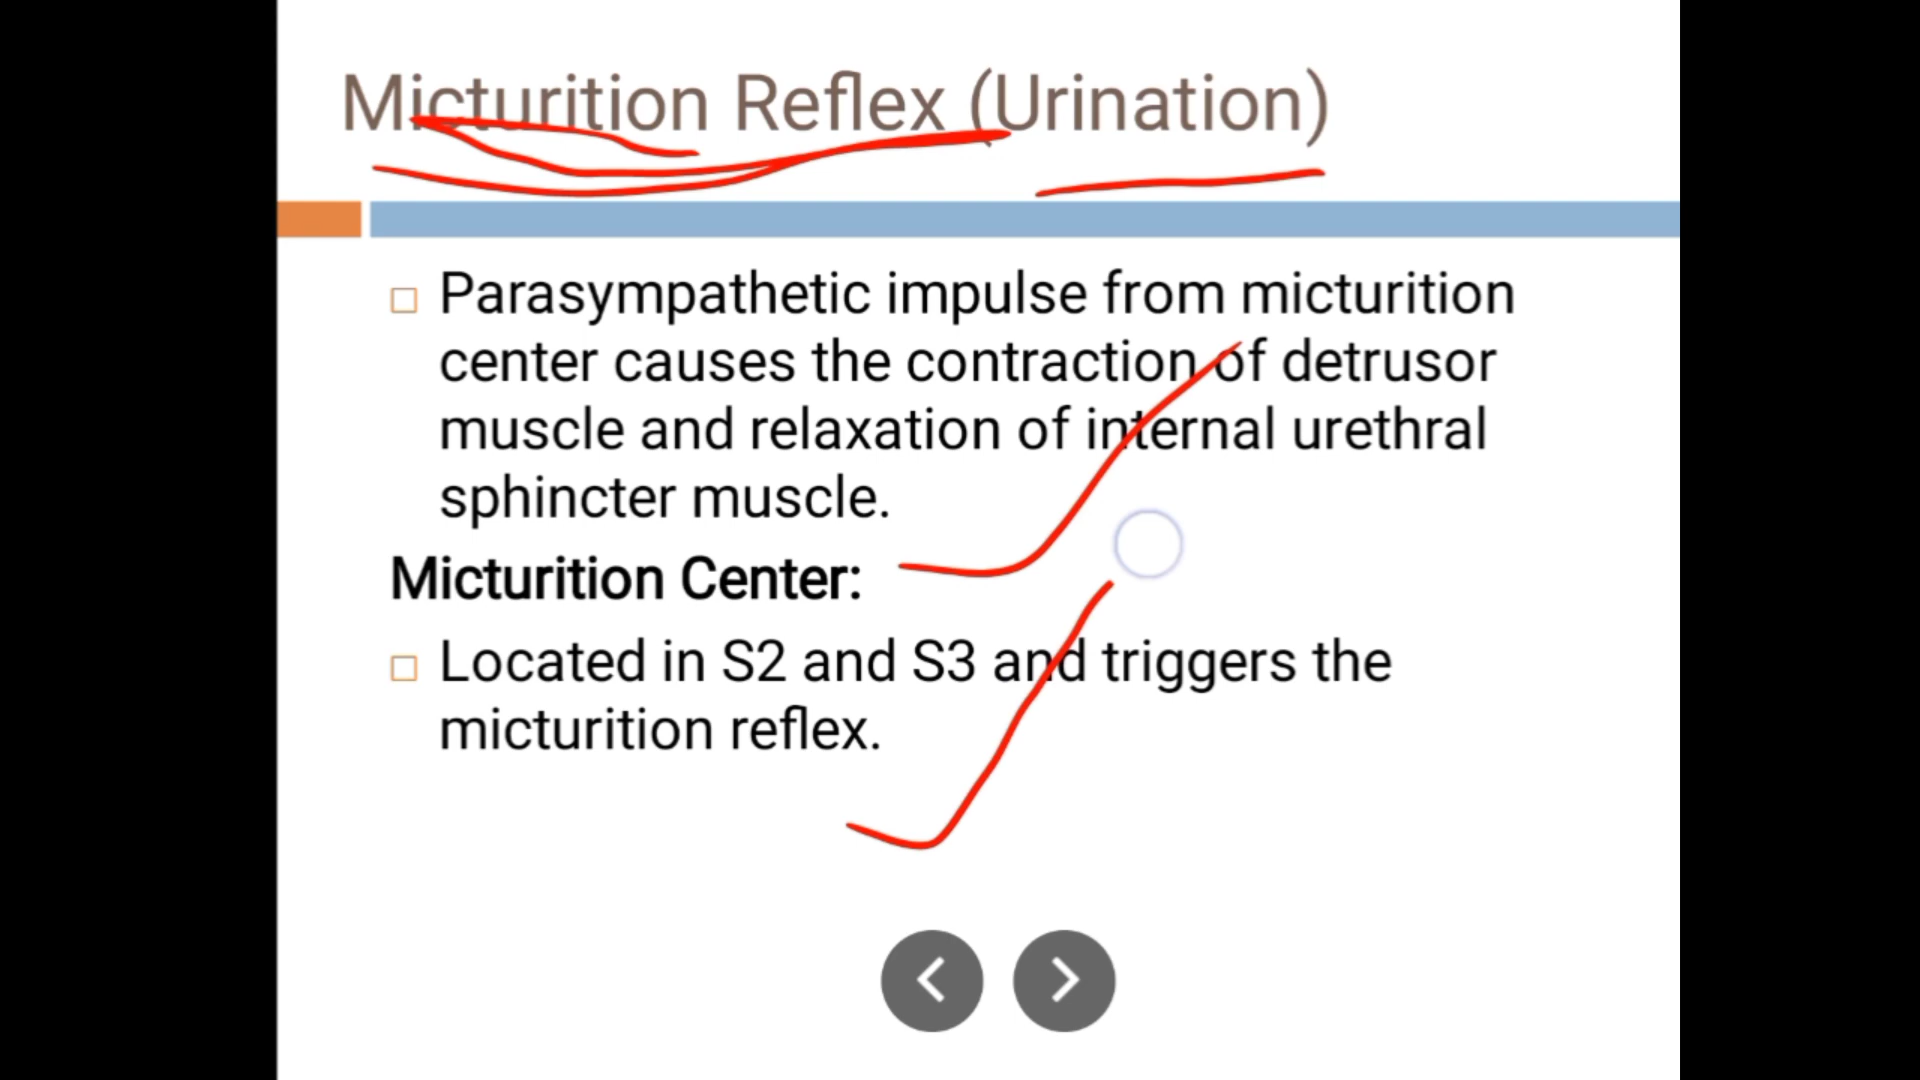 Micturition Reflex (Urination)
Parasympathetic impulse from micturition
center causes the contraction of detrusor
muscle and relaxation of internal urethral
sphincter muscle.
Micturition Center:
Located in S2 and S3 and triggers the
micturition reflex.